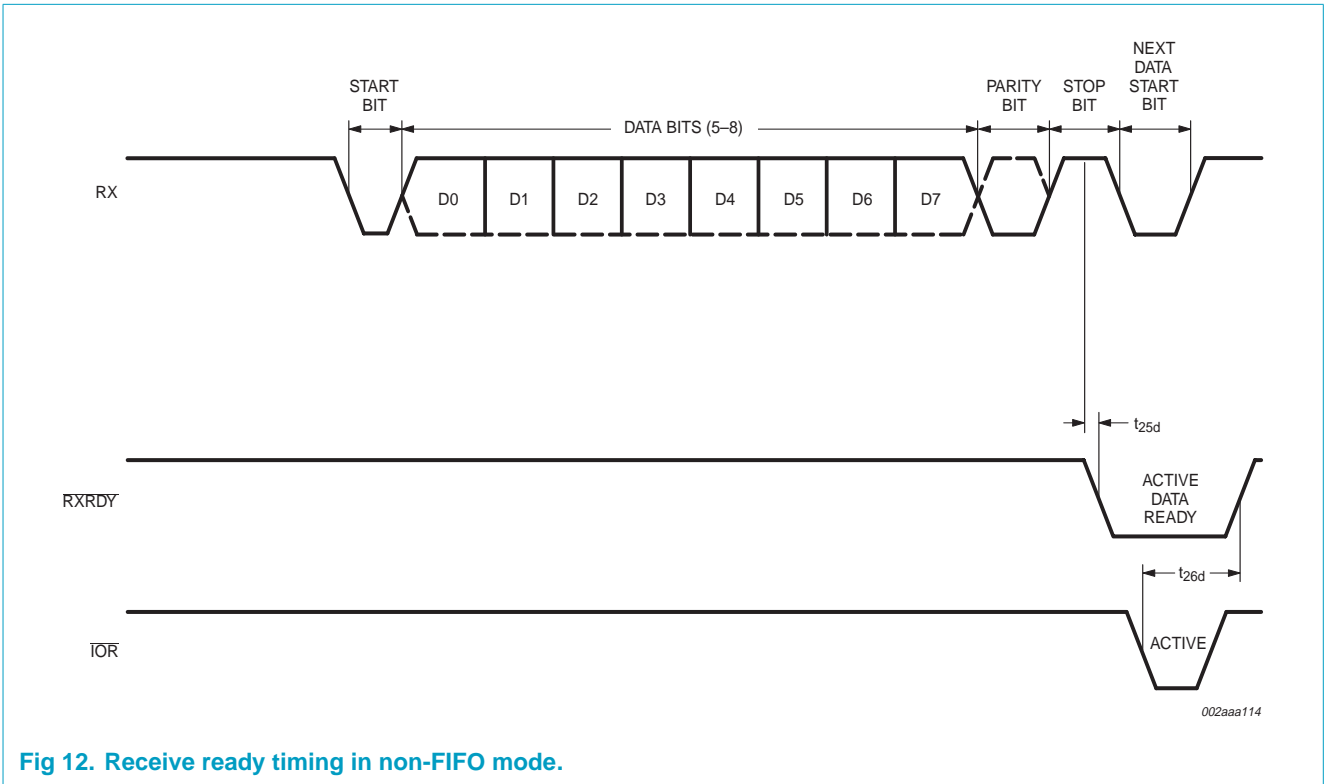 START
BIT
DATA BITS (5–8)
PARITY
BIT
STOP
BIT
NEXT
DATA
START
BIT
RX
D0 D1 D2 D3 D4 D5 D6 D7
t25d
RXRDY
ACTIVE
DATA
READY
t26d
IOR
ACTIVE
002aaa114
Fig 12. Receive ready timing in non-FIFO mode.